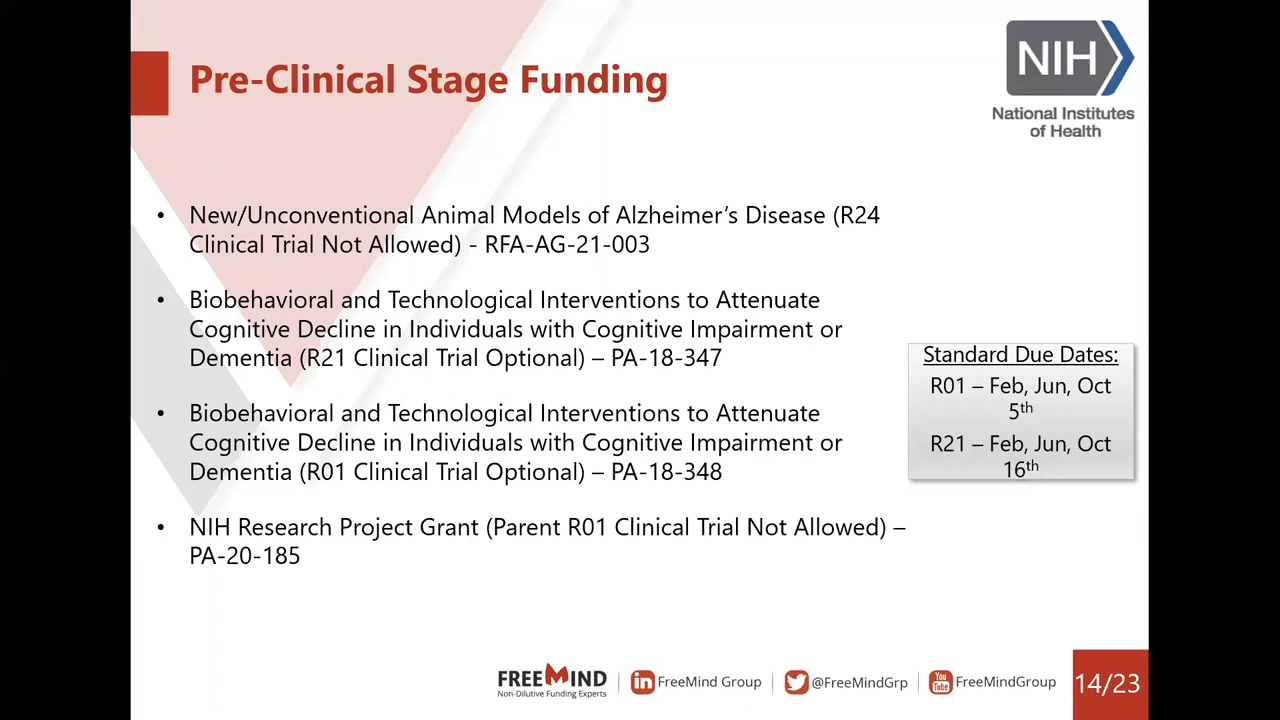 Pre-Clinical Stage Funding
NIH
National Institutes
of Health
• New/Unconventional Animal Models of Alzheimer's Disease (R24
Clinical Trial Not Allowed) - RFA-AG-21-003
• Biobehavioral and Technological Interventions to Attenuate
Cognitive Decline in Individuals with Cognitive Impairment or
Dementia (R21 Clinical Trial Optional) – PA-18-347
• Biobehavioral and Technological Interventions to Attenuate
Cognitive Decline in Individuals with Cognitive Impairment or
Dementia (R01 Clinical Trial Optional) – PA-18-348
• NIH Research Project Grant (Parent R01 Clinical Trial Not Allowed) –
PA-20-185
Standard Due Dates:
R01 – Feb, Jun, Oct
5th
R21 – Feb, Jun, Oct
16th
FREEMIND
Non-Dilutive Funding Experts
in FreeMind Group
@FreeMindGrp
You Tube FreeMindGroup
14/23